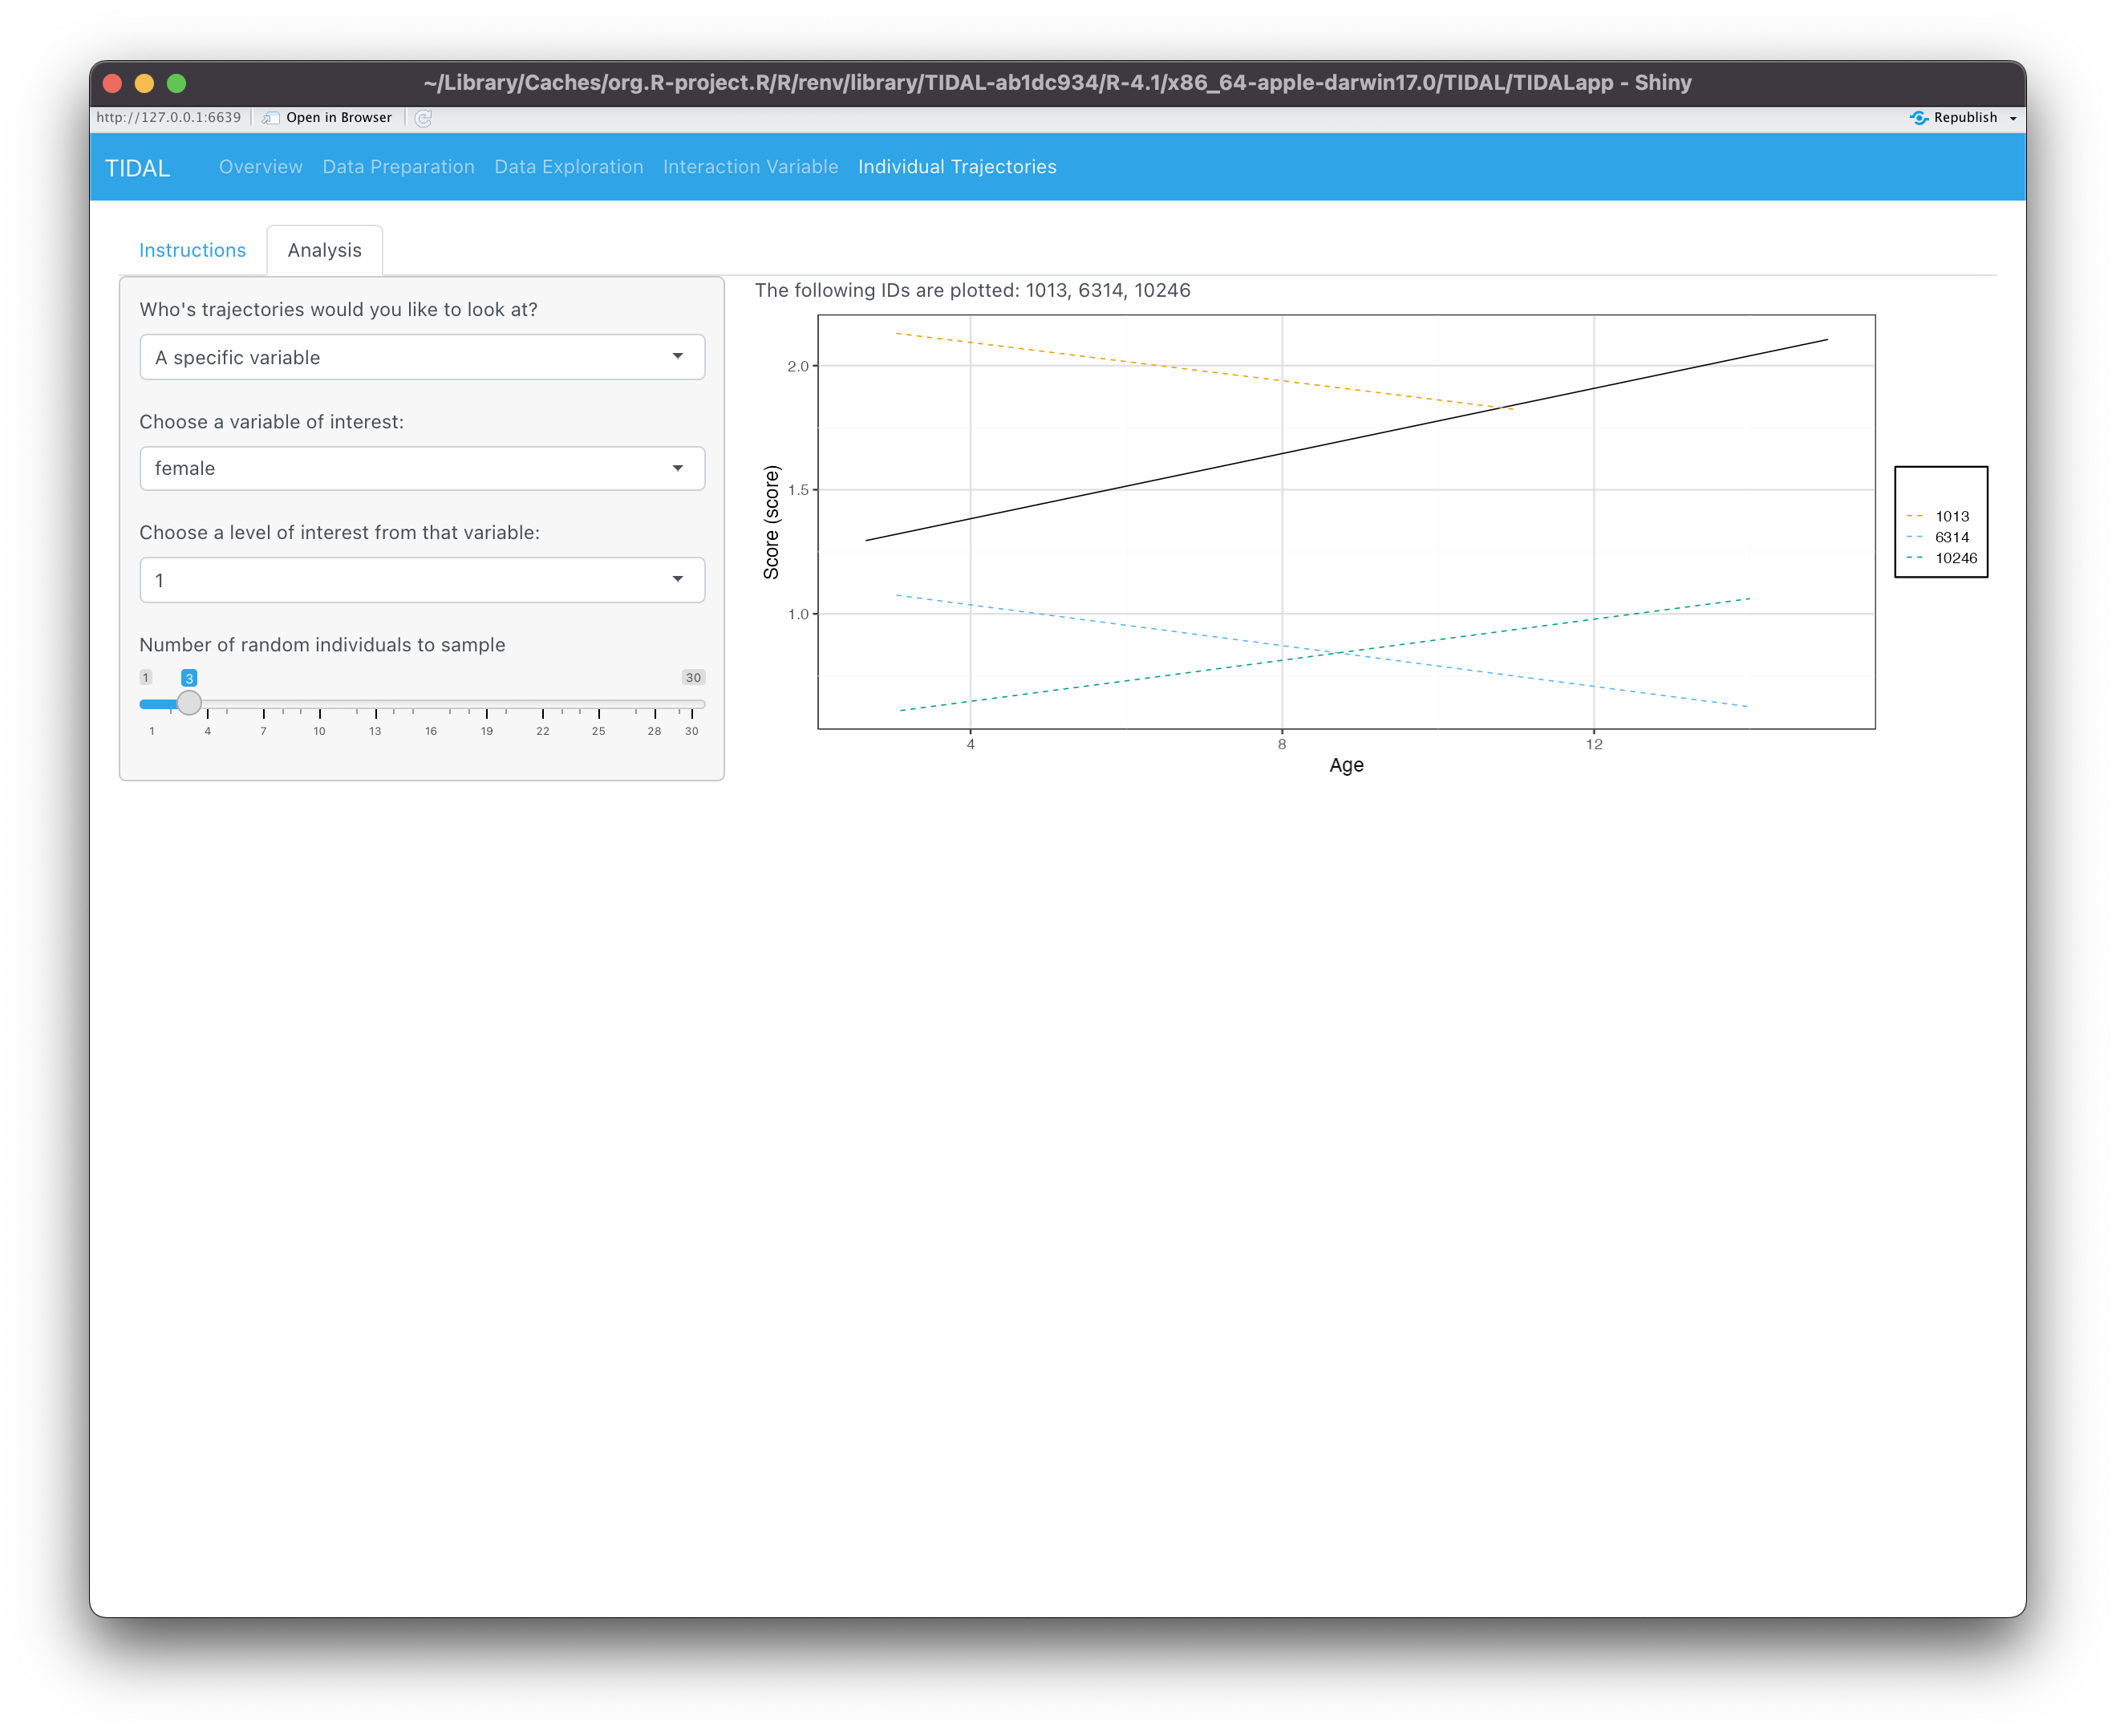 ~/Library/Caches/org.R-project.R/R/renv/library/TIDAL-ab1dc934/R-4.1/x86_64-apple-darwin17.0/TIDAL/TIDALapp - Shiny
http://127.0.0.1:6639 Open in Browser Republish
TIDAL Overview Data Preparation Data Exploration Interaction Variable Individual Trajectories
Instructions Analysis
Who's trajectories would you like to look at?
A specific variable
Choose a variable of interest:
female
Choose a level of interest from that variable:
1
Number of random individuals to sample
1 3 30
1 4 7 10 13 16 19 22 25 28 30
The following IDs are plotted: 1013, 6314, 10246
Score (score)
2.0
1.5
1.0
4 8 12
Age
1013
6314
10246